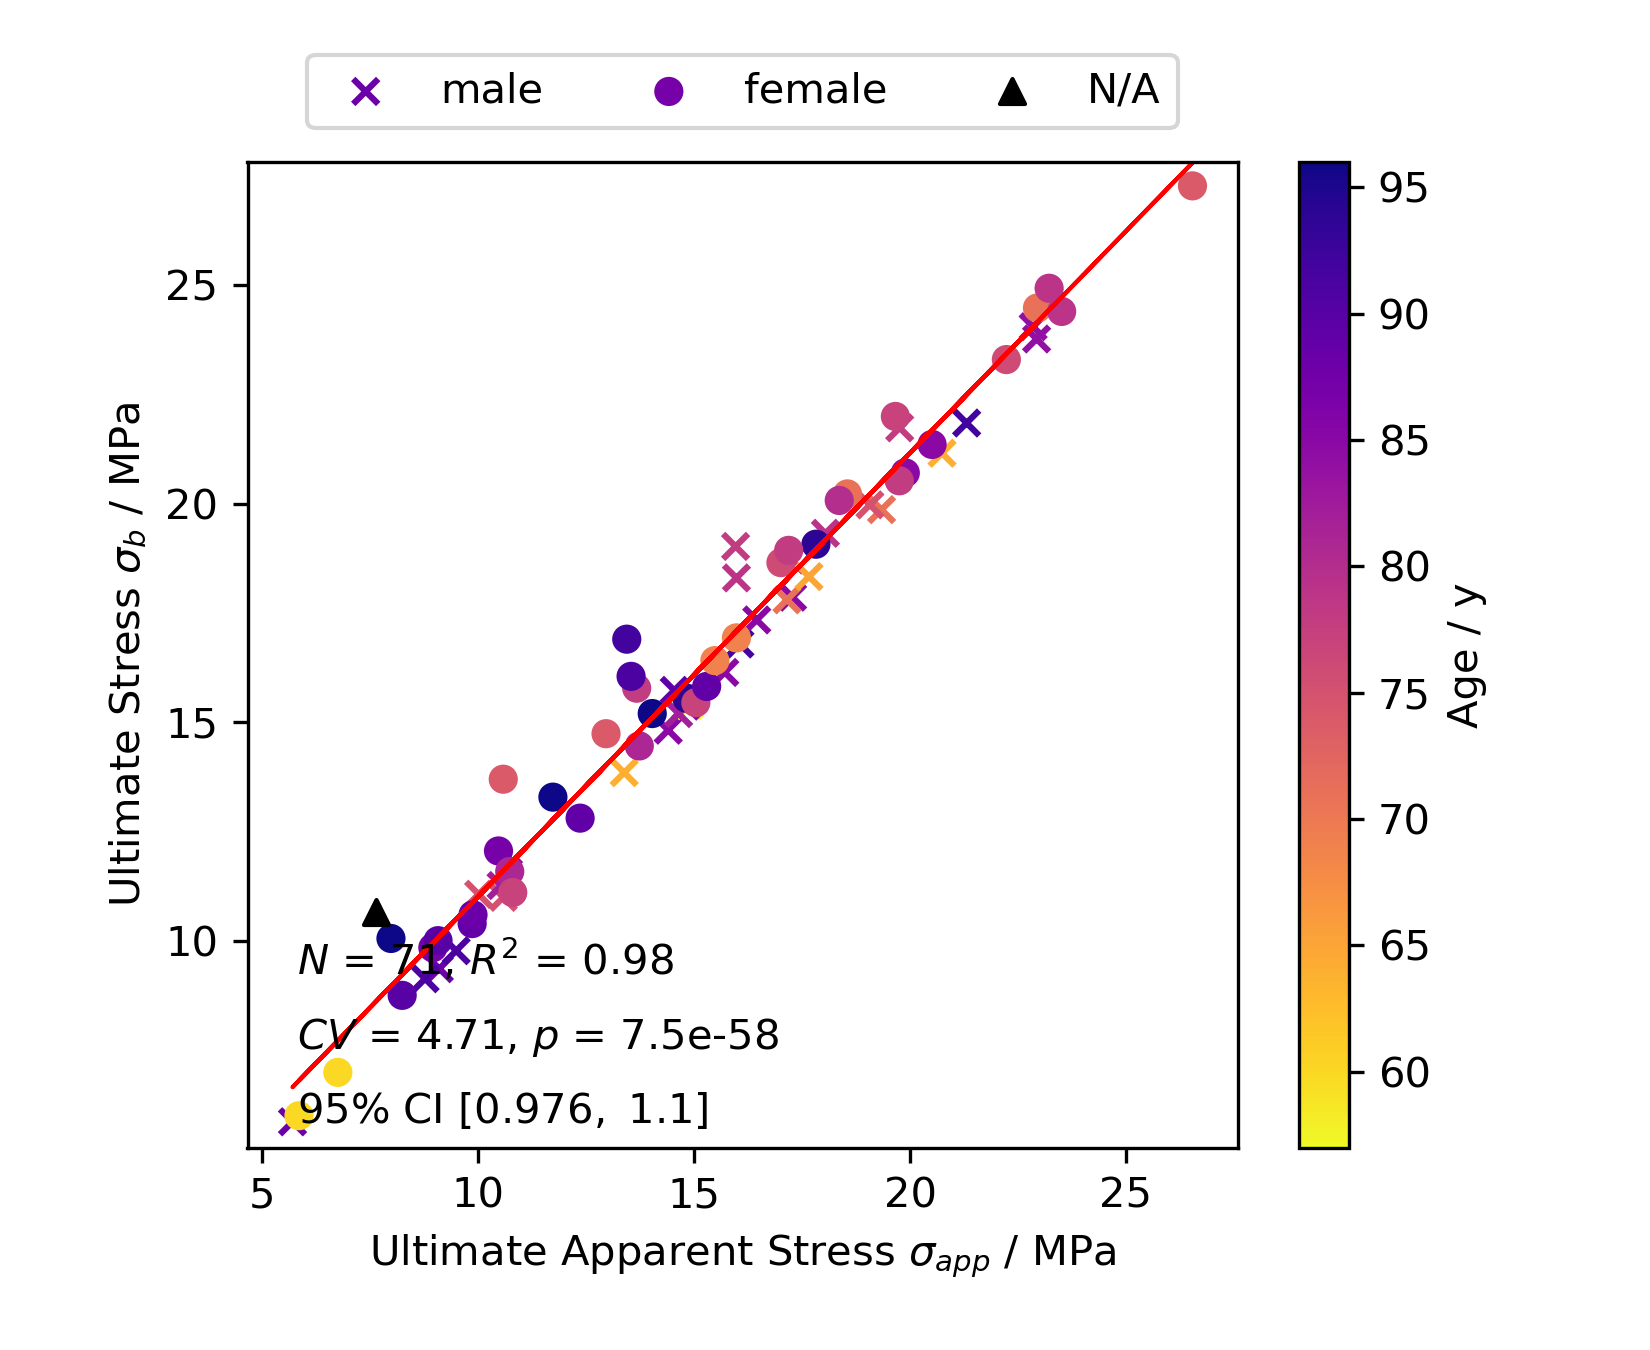 male female N/A
Ultimate Stress σ_b / MPa
25
20
15
10
N = 71, R² = 0.98
CV = 4.71, p = 7.5e-58
95% CI [0.976, 1.1]
5 10 15 20 25
Ultimate Apparent Stress σ_app / MPa
95
90
85
80
75
70
65
60
Age / y